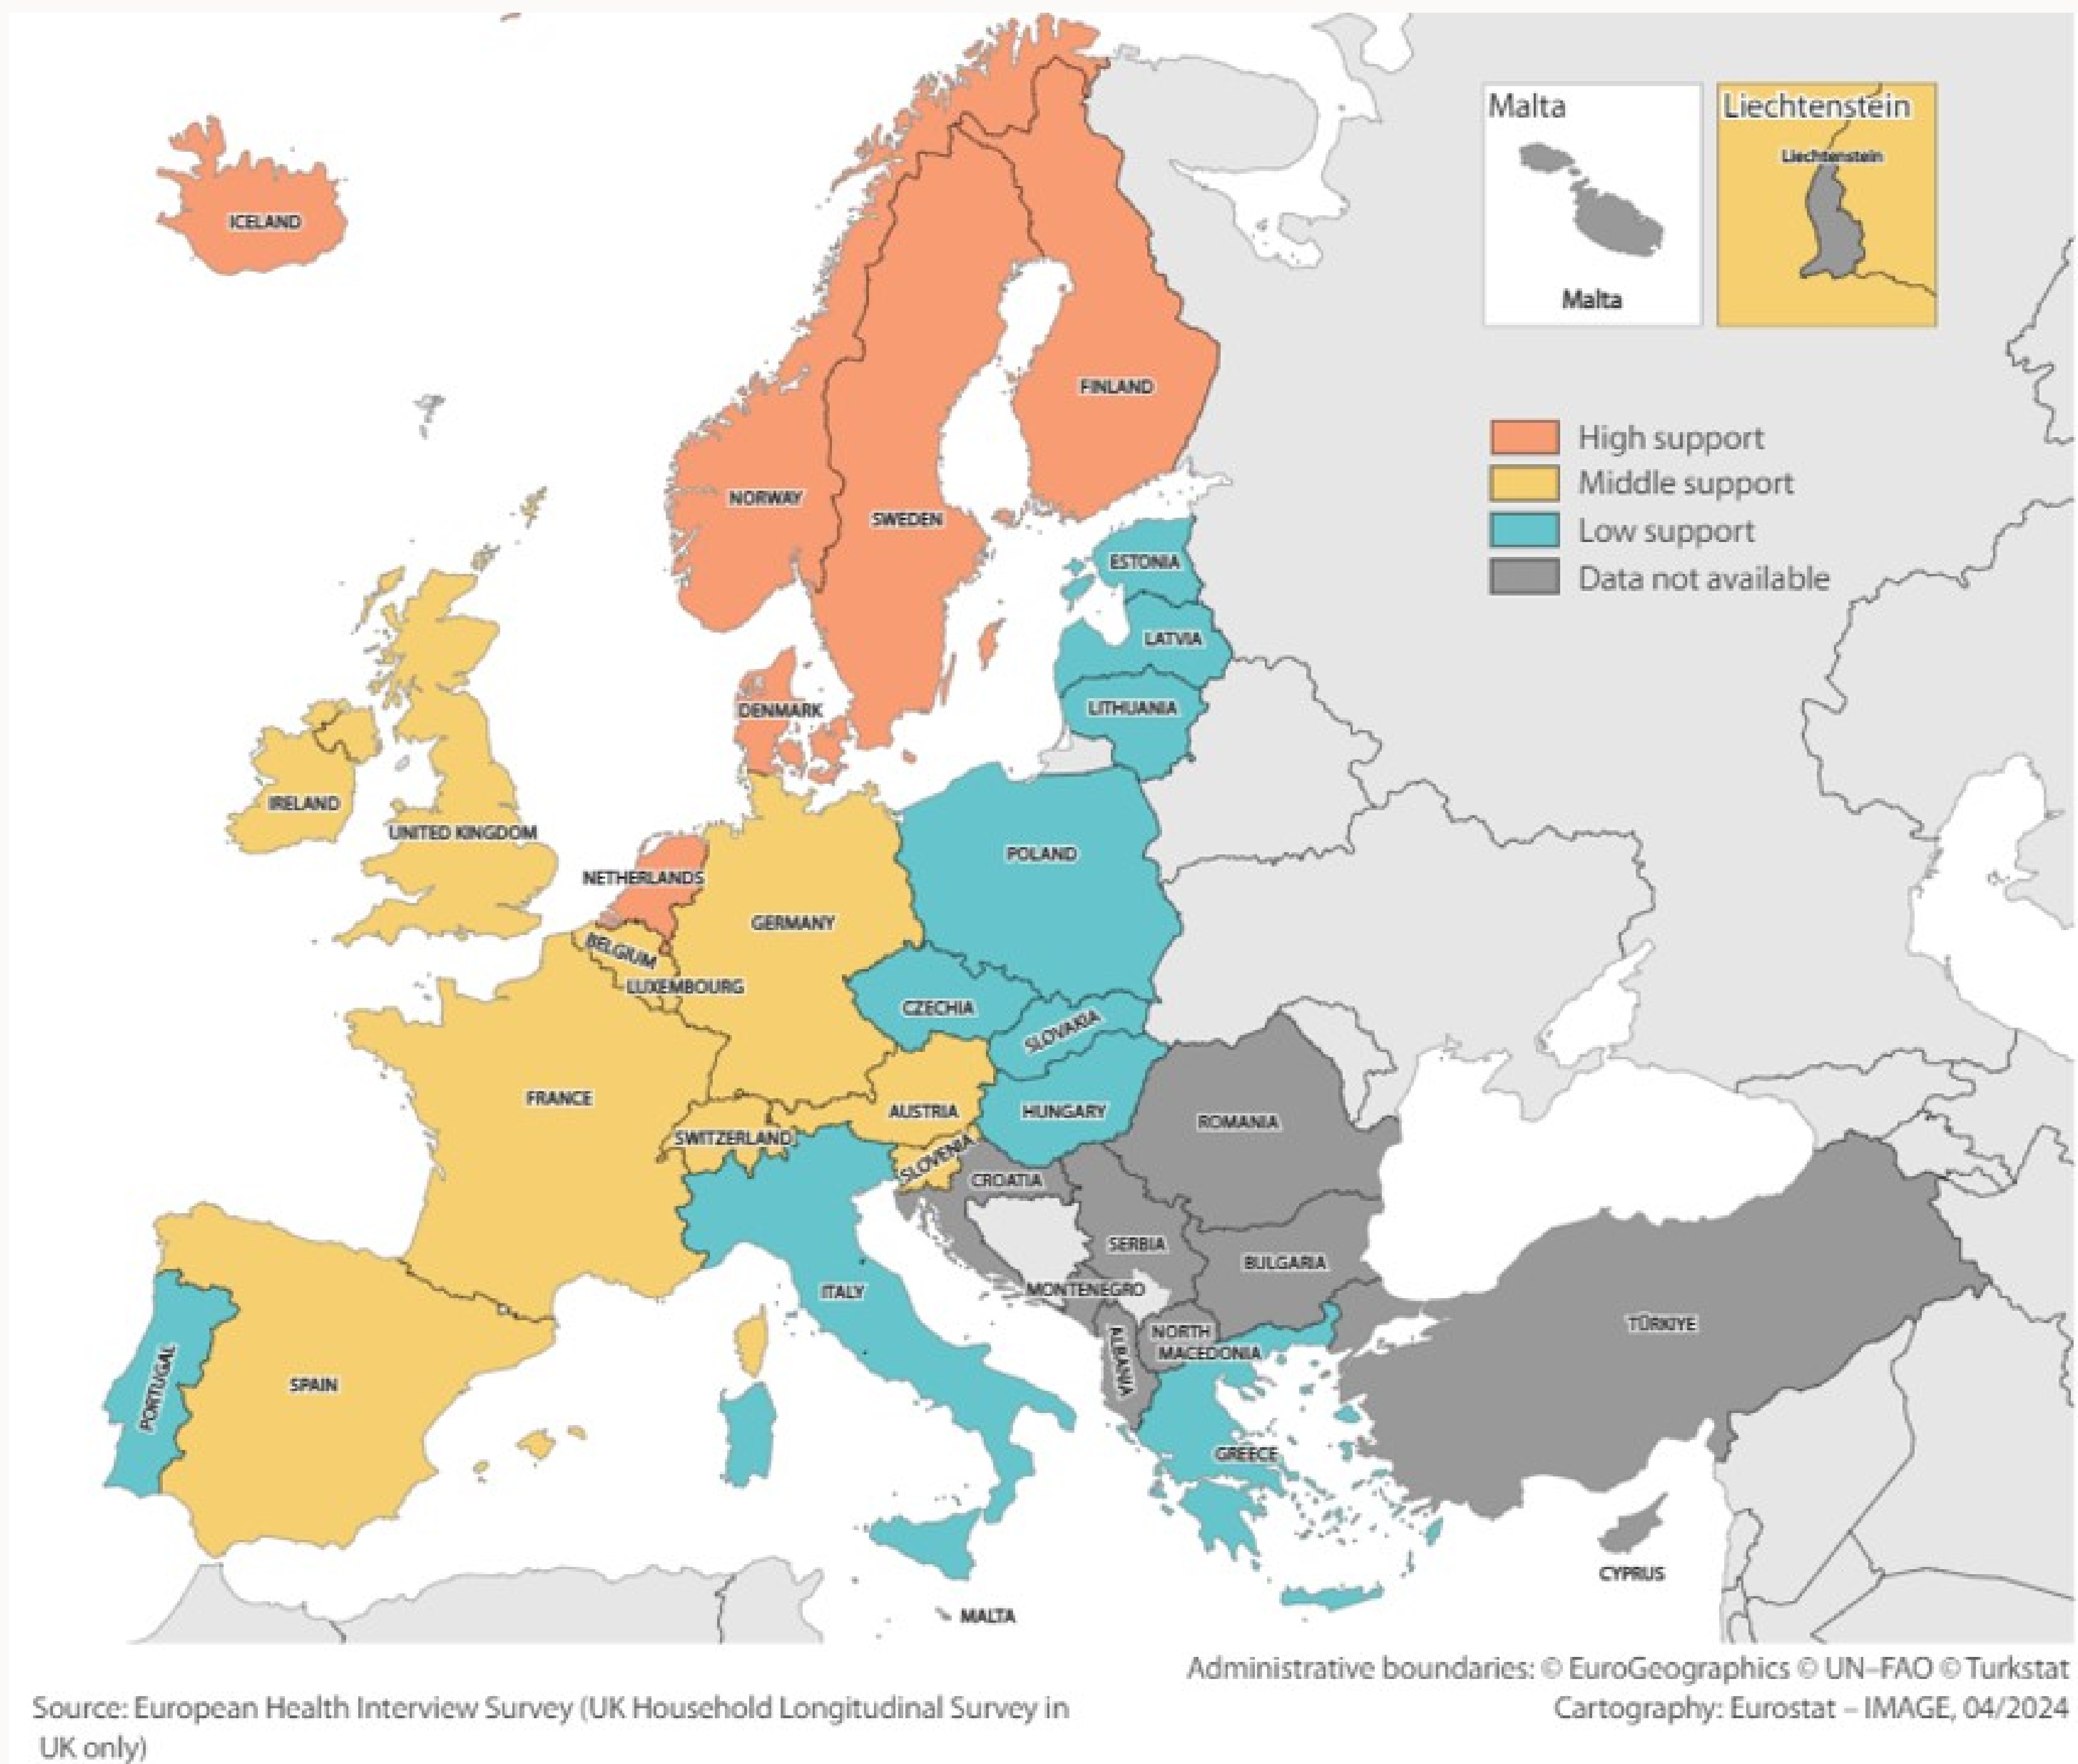 Malta
Liechtenstein
Liechtenstein
Malta
ICELAND
High support
Middle support
Low support
Data not available
FINLAND
NORWAY
SWEDEN
ESTONIA
LATVIA
LITHUANIA
DENMARK
IRELAND
UNITED KINGDOM
POLAND
NETHERLANDS
GERMANY
BELGIUM
LUXEMBOURG
CZECHIA
SLOVAKIA
FRANCE
AUSTRIA
HUNGARY
ROMANIA
SWITZERLAND
SLOVENIA
CROATIA
SERBIA
BULGARIA
MONTENEGRO
ITALY
TÜRKIYE
NORTH
MACEDONIA
ALBANIA
PORTUGAL
SPAIN
GREECE
CYPRUS
MALTA
Administrative boundaries: © EuroGeographics © UN–FAO © Turkstat
Cartography: Eurostat – IMAGE, 04/2024
Source: European Health Interview Survey (UK Household Longitudinal Survey in
UK only)